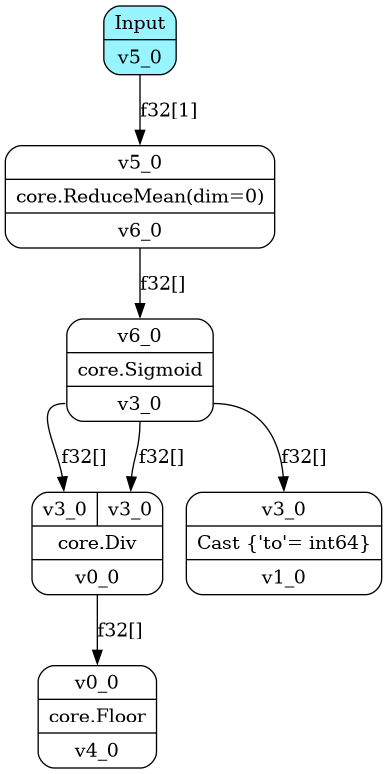 Input
v5_0
f32[1]
v5_0
core.ReduceMean(dim=0)
v6_0
f32[]
v6_0
core.Sigmoid
v3_0
f32[] f32[] f32[]
v3_0 v3_0 v3_0
core.Div Cast {'to'= int64}
v0_0 v1_0
f32[]
v0_0
core.Floor
v4_0